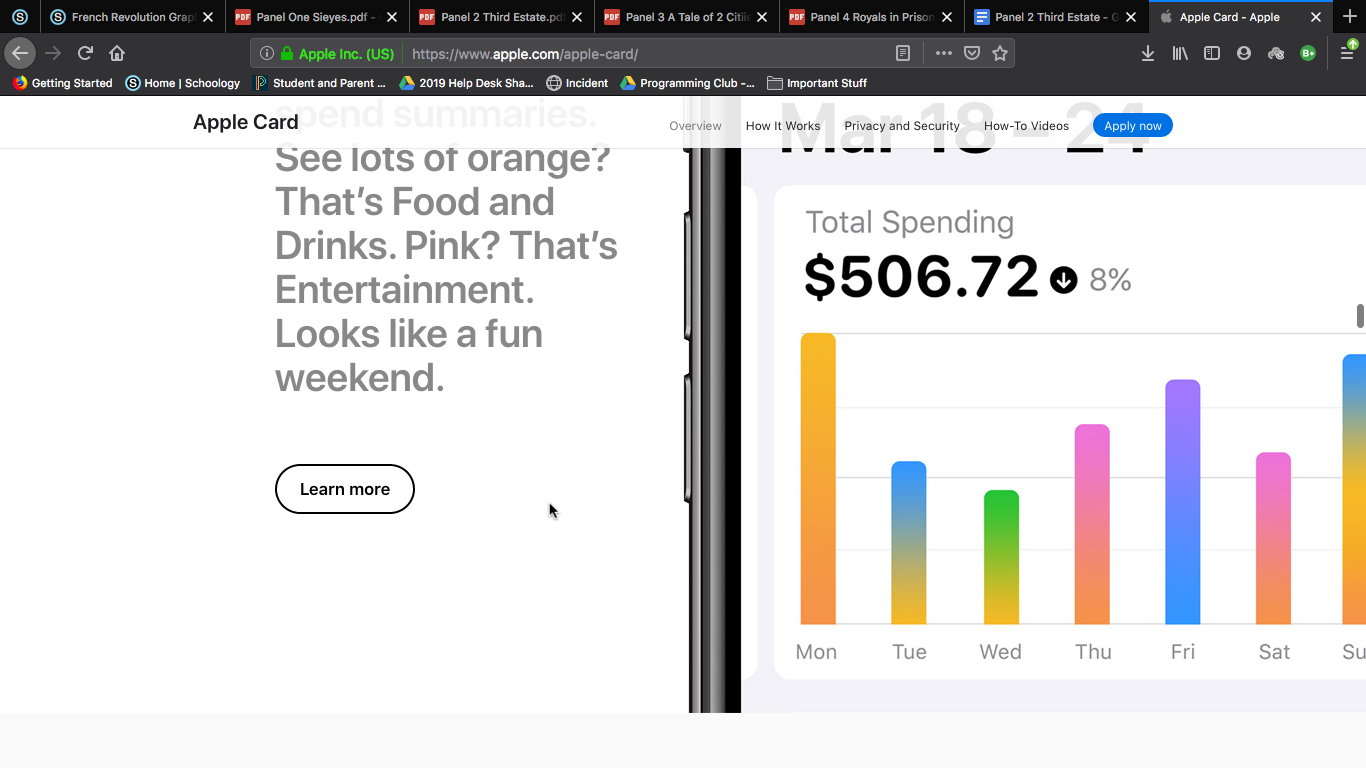 French Revolution Grap
Panel One Sieyes.pdf -
Panel 2 Third Estate.pdf
Panel 3 A Tale of 2 Citi
Panel 4 Royals in Prison
Panel 2 Third Estate - G
Apple Card - Apple
Apple Inc. (US)
https://www.apple.com/apple-card/
Getting Started
Home | Schoology
Student and Parent ...
2019 Help Desk Sha...
Incident
Programming Club -...
Important Stuff
Apple Card
Overview
How It Works
Privacy and Security
How-To Videos
Apply now
spend summaries.
See lots of orange?
That's Food and
Drinks. Pink? That's
Entertainment.
Looks like a fun
weekend.
Learn more
Mar 18 – 24
Total Spending
$506.72 8%
Mon Tue Wed Thu Fri Sat Su